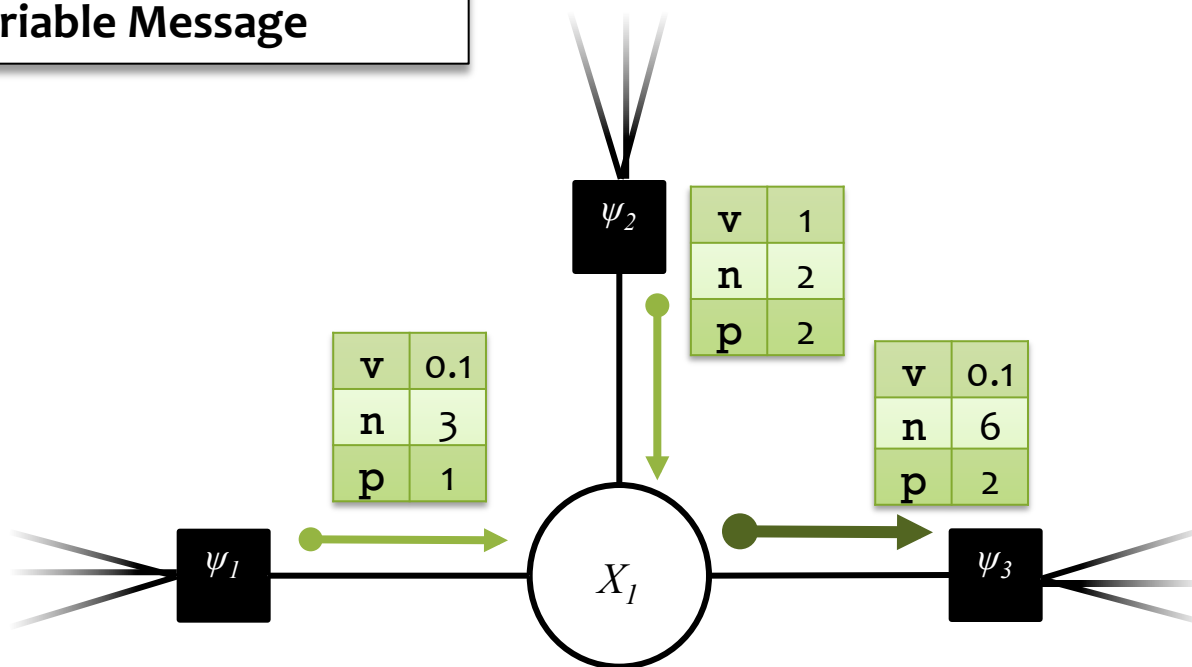 riable Message
ψ2
v 1
n 2
p 2
v 0.1
n 3
p 1
v 0.1
n 6
p 2
ψ1
X1
ψ3